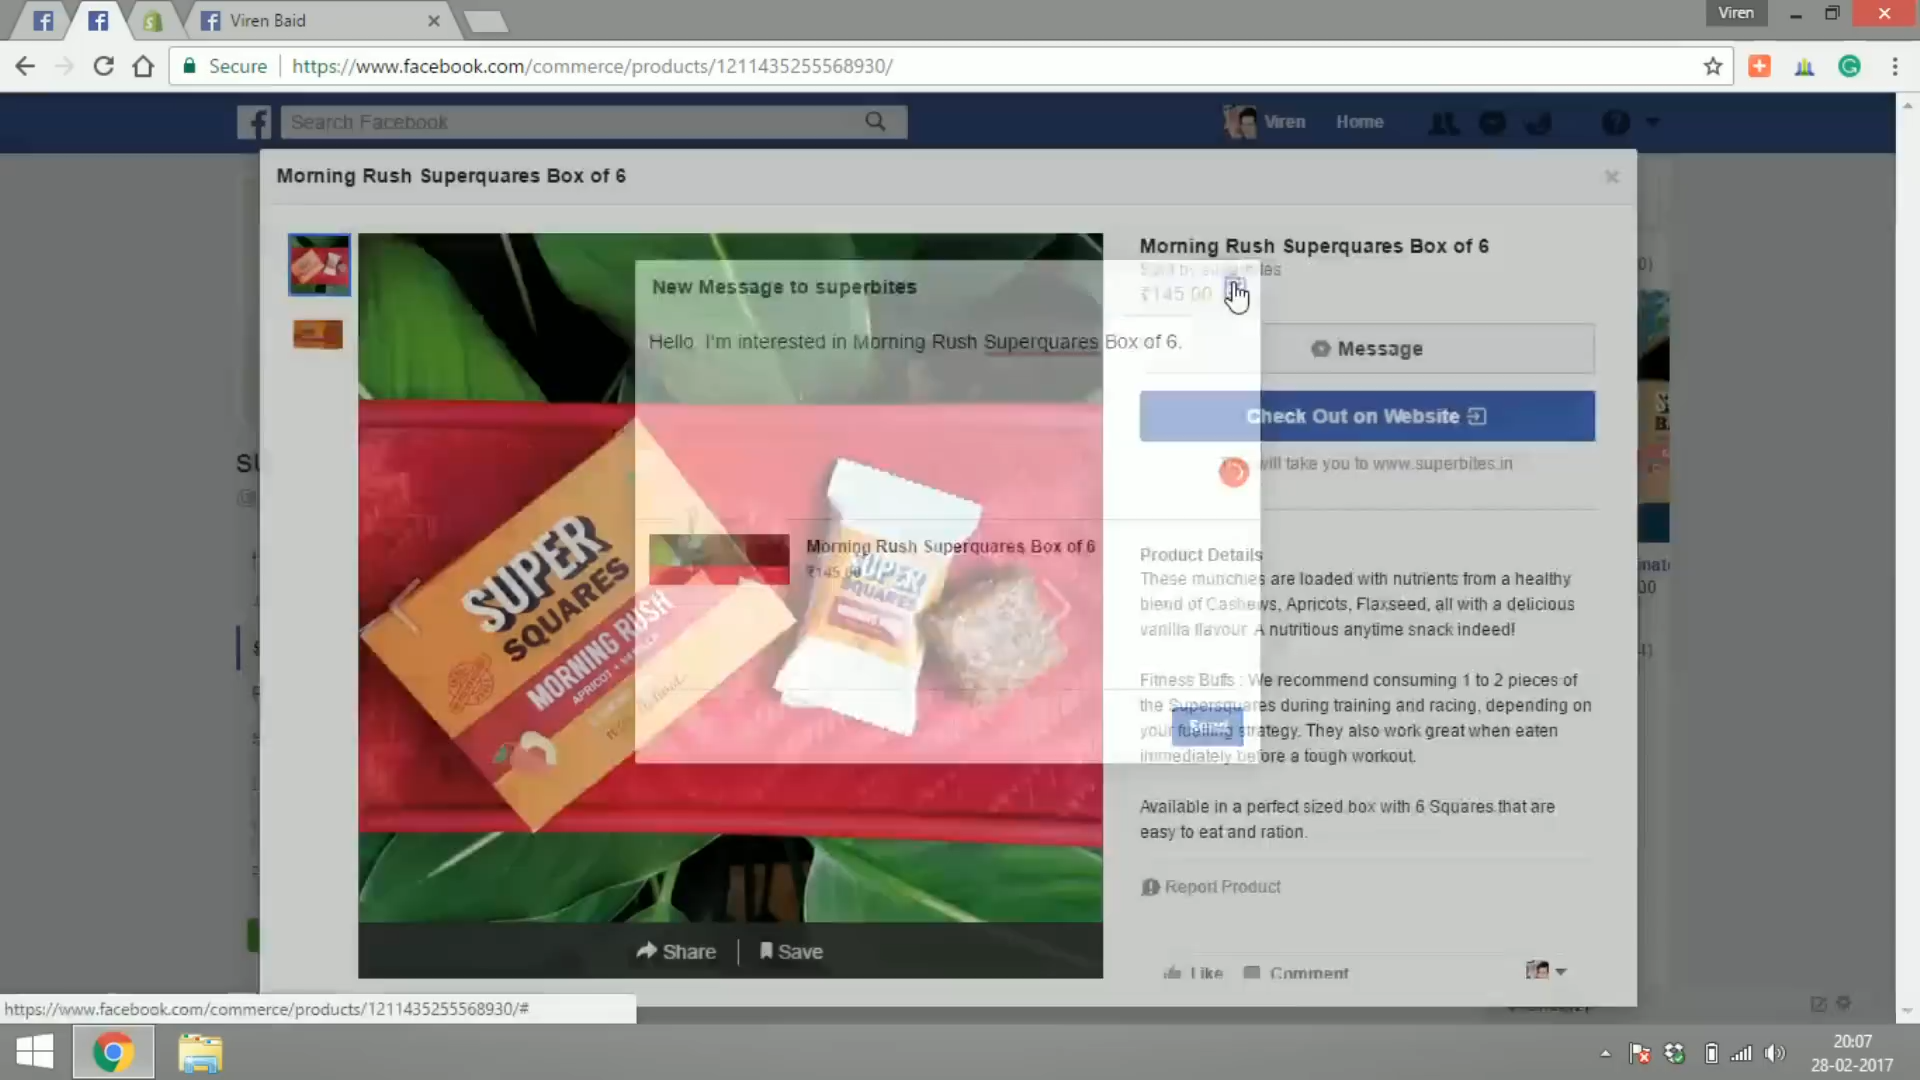 Viren Baid
Viren
Secure
https://www.facebook.com/commerce/products/1211435255568930/
Search Facebook
Viren
Home
Morning Rush Superquares Box of 6
Morning Rush Superquares Box of 6
₹145.00
New Message to superbites
Hello, I'm interested in Morning Rush Superquares Box of 6.
Message
Check Out on Website
will take you to www.superbites.in
Morning Rush Superquares Box of 6
₹145.00
SUPER
SQUARES
MORNING RUSH
SUPER
SQUARES
Product Details
These munchies are loaded with nutrients from a healthy
blend of Cashews, Apricots, Flaxseed, all with a delicious
vanilla flavour. A nutritious anytime snack indeed!
Fitness Buffs : We recommend consuming 1 to 2 pieces of
the Supersquares during training and racing, depending on
your fuelling strategy. They also work great when eaten
immediately before a tough workout.
Send
Available in a perfect sized box with 6 Squares that are
easy to eat and ration.
Report Product
Share
Save
Like
Comment
https://www.facebook.com/commerce/products/1211435255568930/#
20:07
28-02-2017